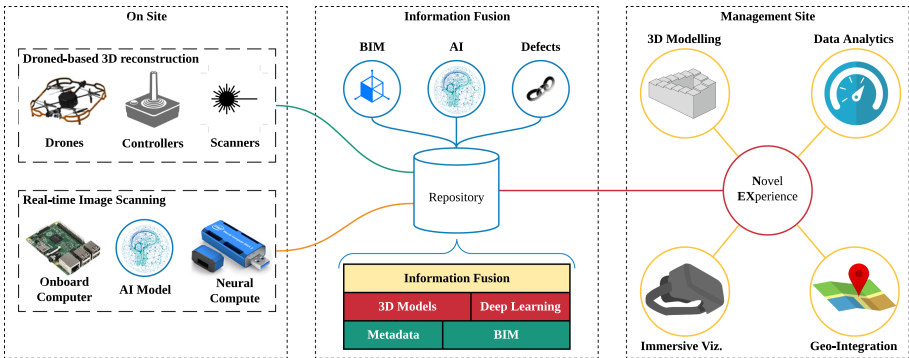 On Site
Droned-based 3D reconstruction
Drones
Controllers
Scanners
Real-time Image Scanning
Onboard
Computer
AI Model
Neural
Compute
Information Fusion
BIM
AI
Defects
Repository
Information Fusion
3D Models
Deep Learning
Metadata
BIM
Management Site
3D Modelling
Data Analytics
Novel
EXperience
Immersive Viz.
Geo-Integration